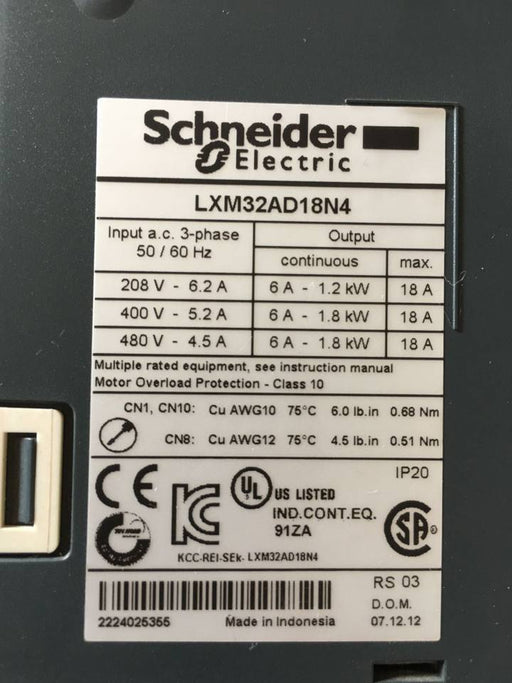 Schneider
Electric
LXM32AD18N4
Input a.c. 3-phase
50 / 60 Hz
Output
continuous max.
208 V - 6.2 A 6 A - 1.2 kW 18 A
400 V - 5.2 A 6 A - 1.8 kW 18 A
480 V - 4.5 A 6 A - 1.8 kW 18 A
Multiple rated equipment, see instruction manual
Motor Overload Protection - Class 10
CN1, CN10: Cu AWG10 75°C 6.0 lb.in 0.68 Nm
CN8: Cu AWG12 75°C 4.5 lb.in 0.51 Nm
IP20
CE
KC
UL US LISTED
IND.CONT.EQ.
91ZA
SA
KCC-REI-SEk- LXM32AD18N4
RS 03
D.O.M.
2224025355 Made in Indonesia 07.12.12